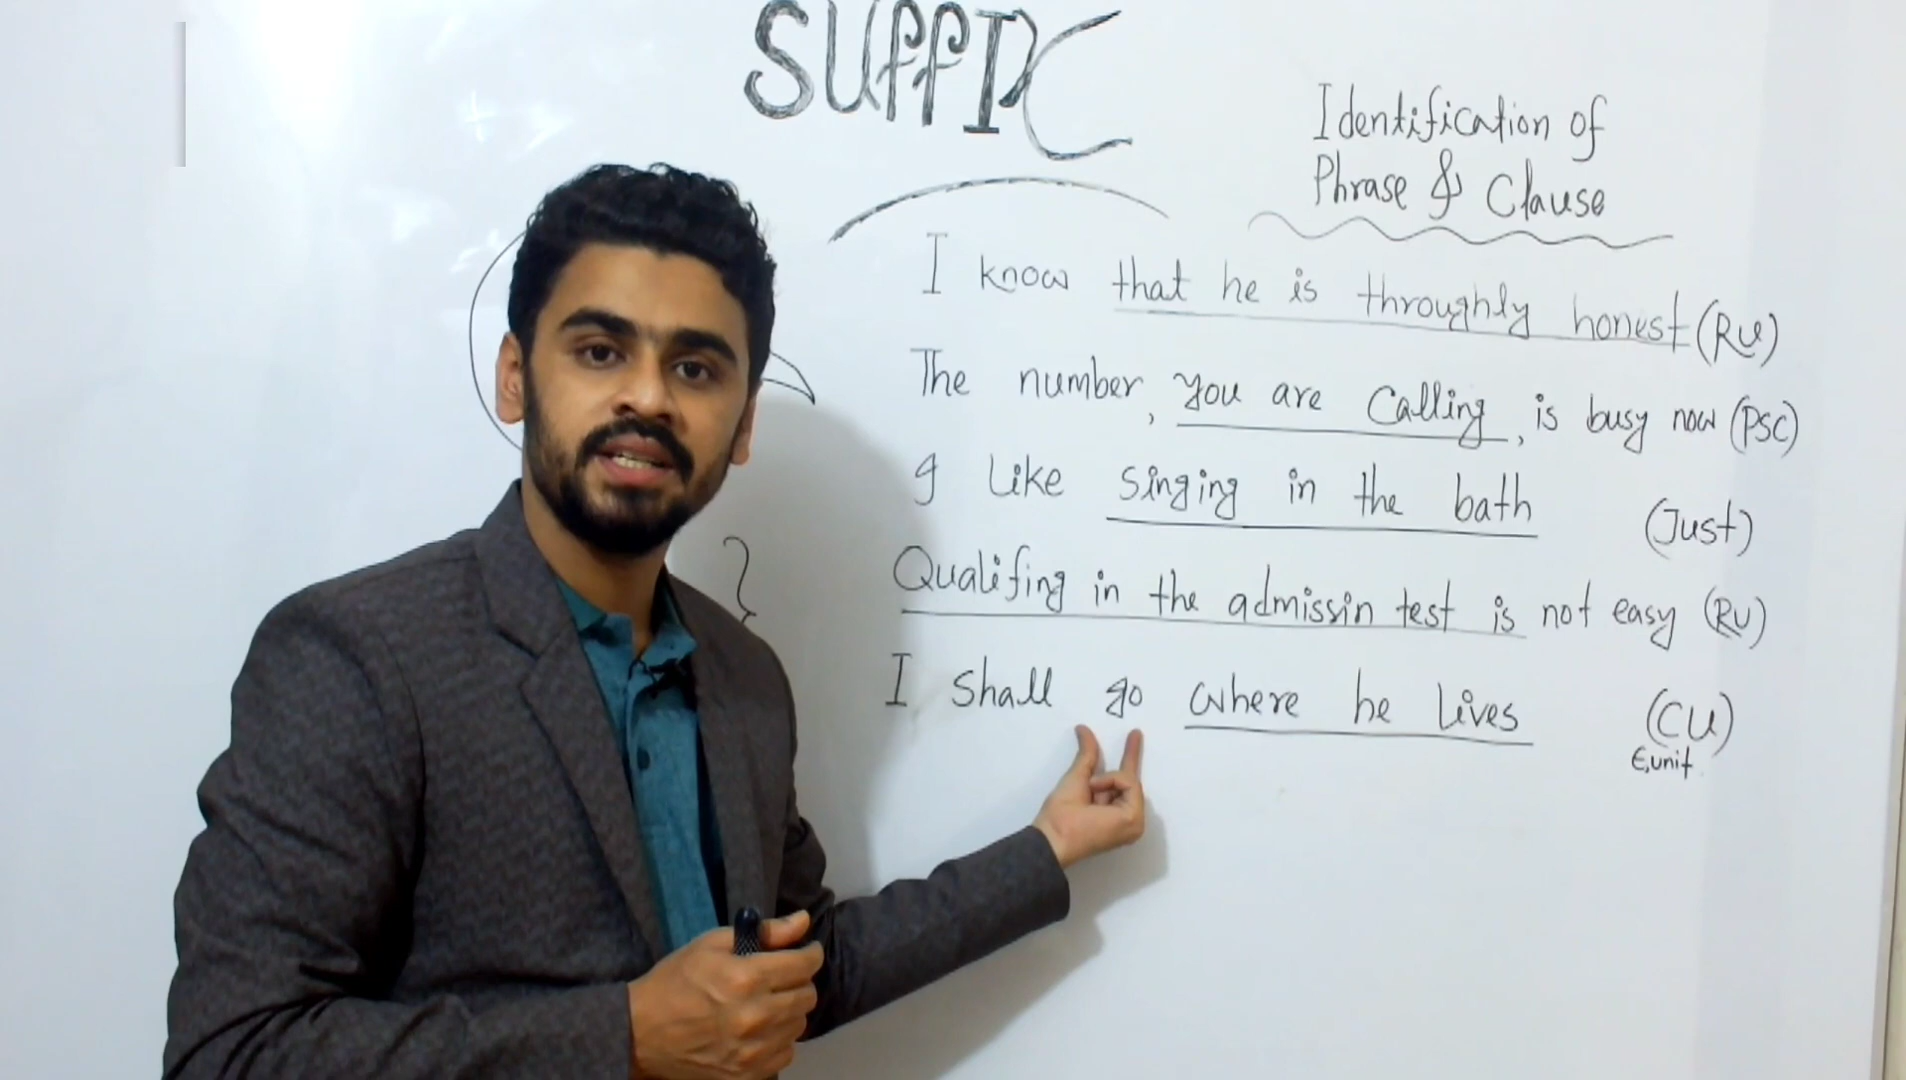 SUFFIX
Identification of
Phrase & Clause
I know that he is throughly honest (RU)
The number, you are calling, is busy now (PSC)
I like singing in the bath (Just)
Qualifing in the admissin test is not easy (RU)
I shall go where he lives (CU)
E, unit